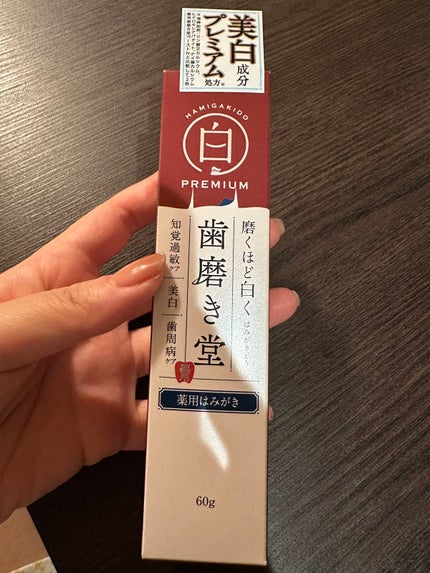 美白成分
プレミアム処方※
HAMIGAKIDO
白
PREMIUM
磨くほど白く
はみがきどう
歯磨き堂
薬用
知覚過敏ケア
美白
歯周病ケア
薬用はみがき
60g